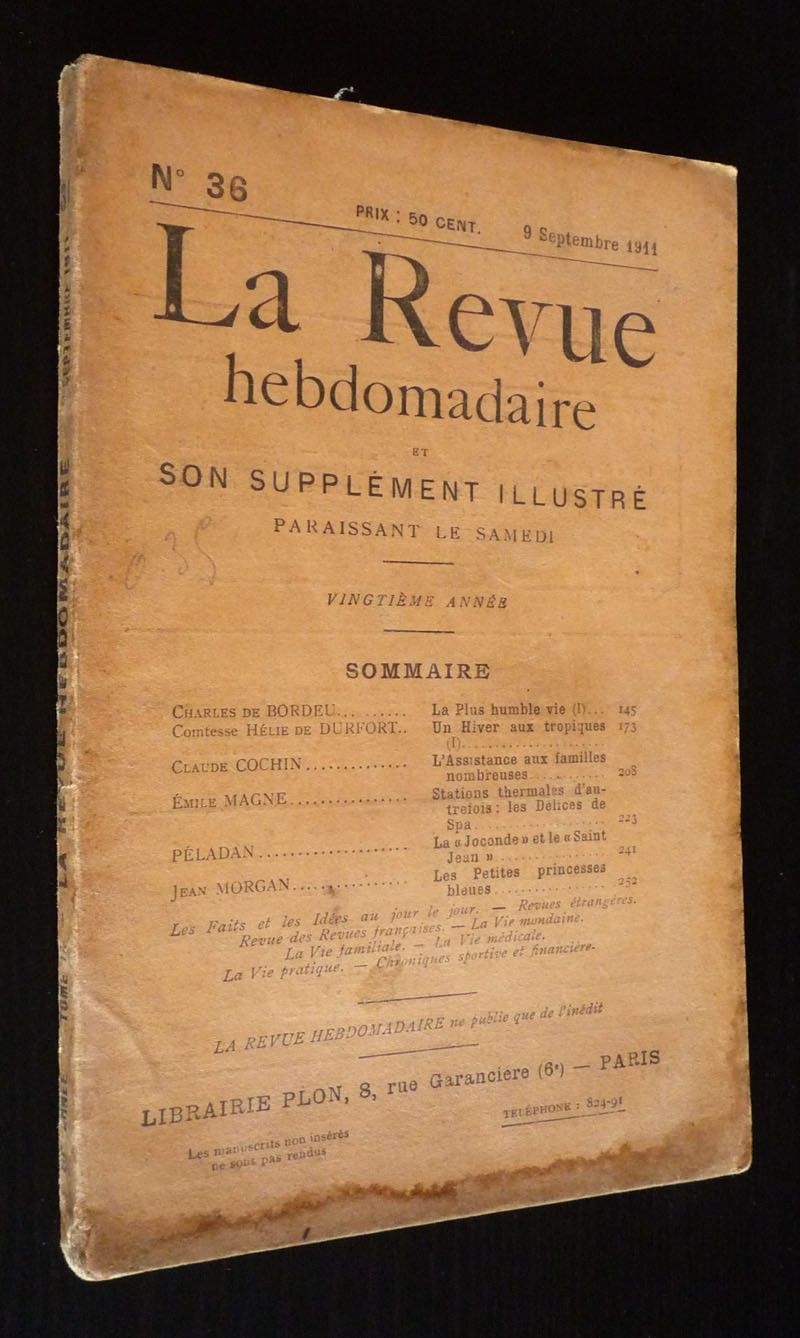 N° 36
PRIX : 50 CENT.
9 Septembre 1911
La Revue
hebdomadaire
ET
SON SUPPLÉMENT ILLUSTRÉ
PARAISSANT LE SAMEDI
VINGTIÈME ANNÉE
SOMMAIRE
CHARLES DE BORDEU........... La Plus humble vie (I)... 145
Comtesse HÉLIE DE DURFORT.. Un Hiver aux tropiques 173
(I)......................
CLAUDE COCHIN.............. L'Assistance aux familles
nombreuses........... 208
ÉMILE MAGNE................ Stations thermales d'au-
trefois : les Délices de
Spa.................... 223
PÉLADAN.................... La « Joconde » et le « Saint
Jean »................ 241
JEAN MORGAN............... Les Petites princesses
bleues................ 252
Les Faits et les Idées au jour le jour. — Revues étrangères.
Revue des Revues françaises. — La Vie mondaine.
La Vie familiale. — La Vie médicale.
La Vie pratique. — Chroniques sportive et financière.
LA REVUE HEBDOMADAIRE ne publie que de l'inédit
LIBRAIRIE PLON, 8, rue Garancière (6e) — PARIS
TÉLÉPHONE : 824-91
Les manuscrits non insérés
ne sont pas rendus
LA REVUE HEBDOMADAIRE